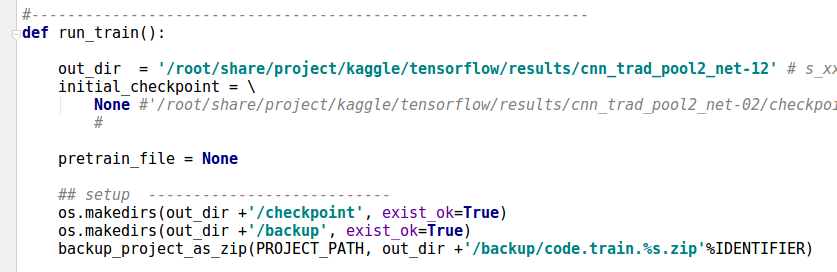 #--------------------------------------------------------------
def run_train():
out_dir  = '/root/share/project/kaggle/tensorflow/results/cnn_trad_pool2_net-12' # s_xx
initial_checkpoint = \
None #'/root/share/project/kaggle/tensorflow/results/cnn_trad_pool2_net-02/checkpoi
#
pretrain_file = None
## setup  ---------------------------
os.makedirs(out_dir +'/checkpoint', exist_ok=True)
os.makedirs(out_dir +'/backup', exist_ok=True)
backup_project_as_zip(PROJECT_PATH, out_dir +'/backup/code.train.%s.zip'%IDENTIFIER)